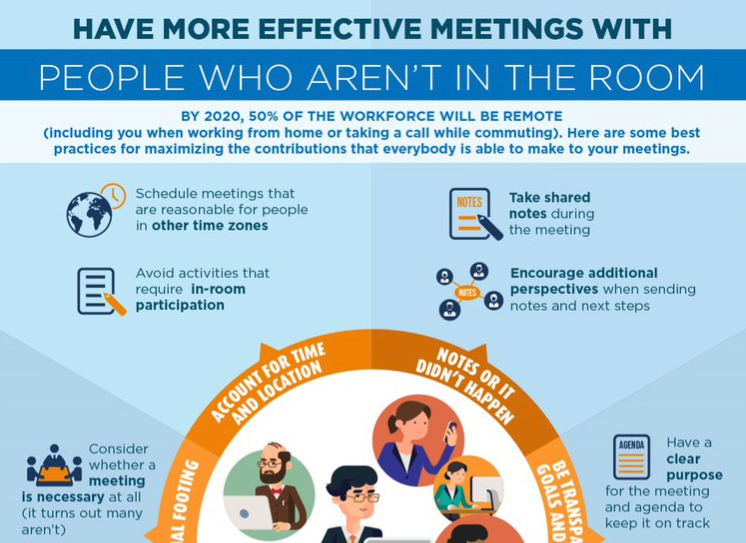 HAVE MORE EFFECTIVE MEETINGS WITH
PEOPLE WHO AREN'T IN THE ROOM
BY 2020, 50% OF THE WORKFORCE WILL BE REMOTE
(including you when working from home or taking a call while commuting). Here are some best
practices for maximizing the contributions that everybody is able to make to your meetings.
Schedule meetings that
are reasonable for people
in other time zones
Avoid activities that
require in-room
participation
NOTES
Take shared
notes during
the meeting
NOTES
Encourage additional
perspectives when sending
notes and next steps
ACCOUNT FOR TIME
AND LOCATION
NOTES OR IT
DIDN'T HAPPEN
Consider
whether a
meeting
is necessary at all
(it turns out many
aren't)
FOOTING
BE
GOALS AND
AGENDA
Have a
clear
purpose
for the meeting
and agenda to
keep it on track